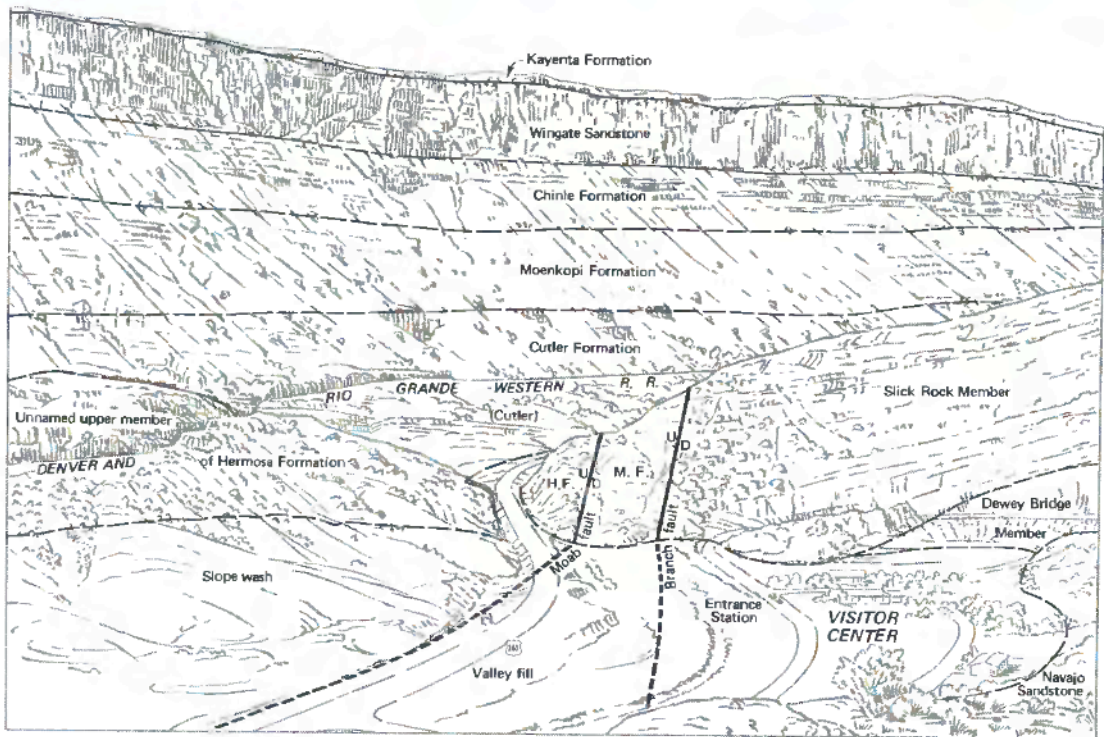 Kayenta Formation
Wingate Sandstone
Chinle Formation
Moenkopi Formation
Cutler Formation
RIO GRANDE WESTERN R. R.
Slick Rock Member
Unnamed upper member
(Cutler)
DENVER AND
of Hermosa Formation
H.F.
U
D
M. F.
U
D
Dewey Bridge
Member
Moab fault
Branch fault
Slope wash
Entrance
Station
VISITOR
CENTER
Valley fill
Navajo
Sandstone